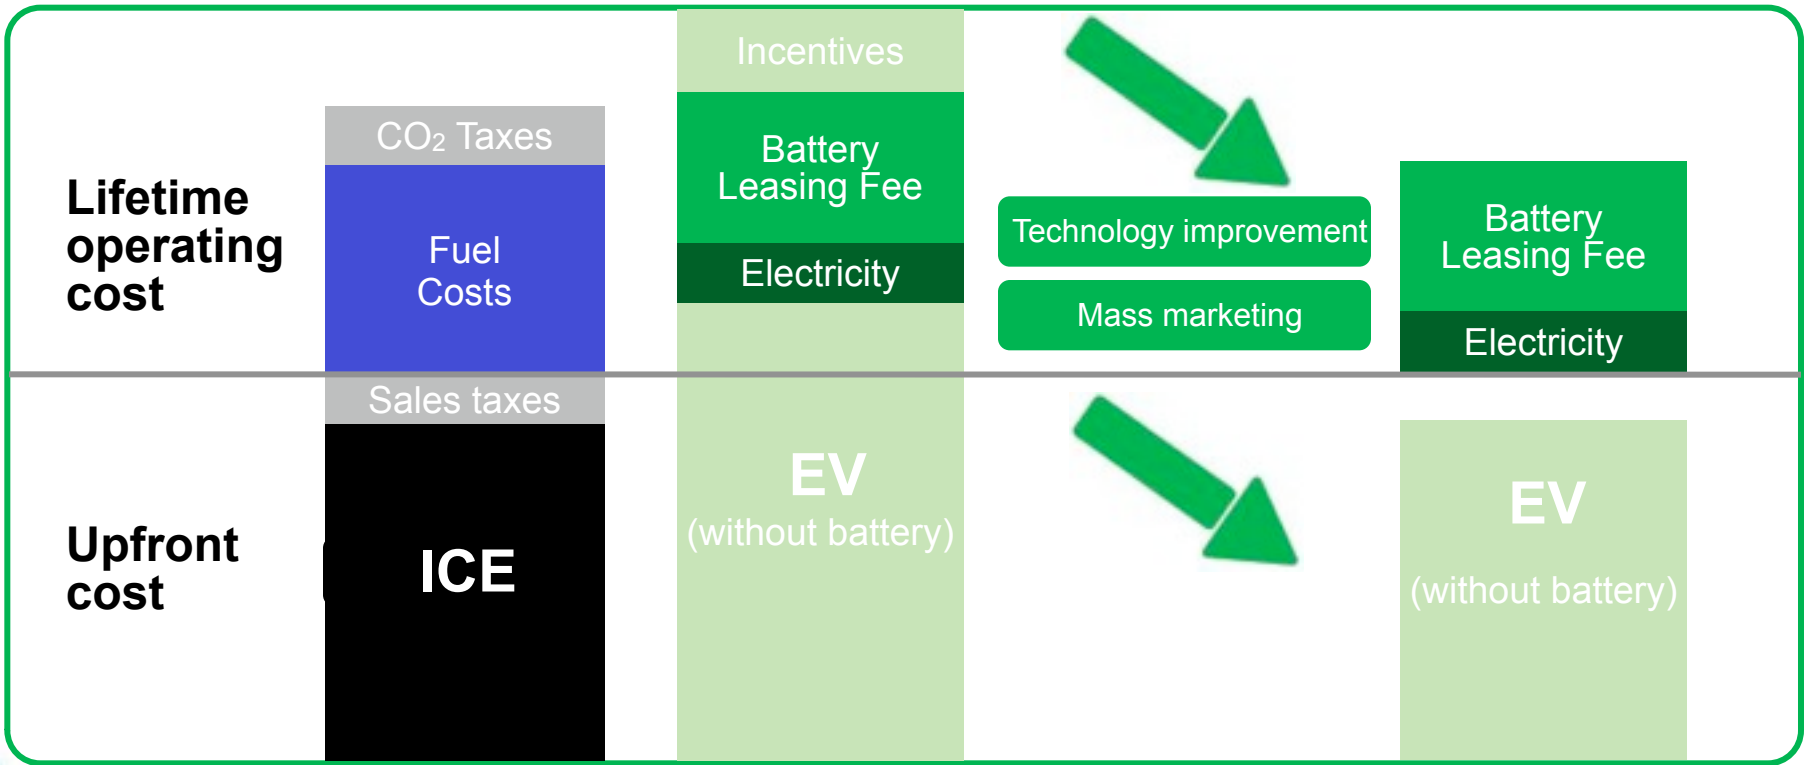 Lifetime
operating
cost
CO₂ Taxes
Fuel
Costs
Incentives
Battery
Leasing Fee
Electricity
Technology improvement
Mass marketing
Battery
Leasing Fee
Electricity
Upfront
cost
Sales taxes
ICE
EV
(without battery)
EV
(without battery)